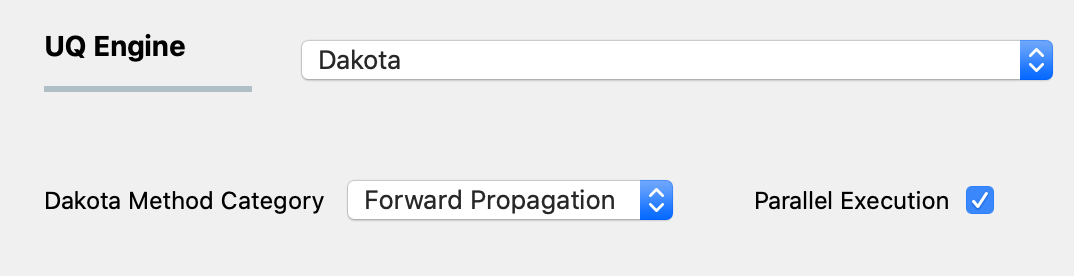 UQ Engine Dakota
Dakota Method Category Forward Propagation Parallel Execution